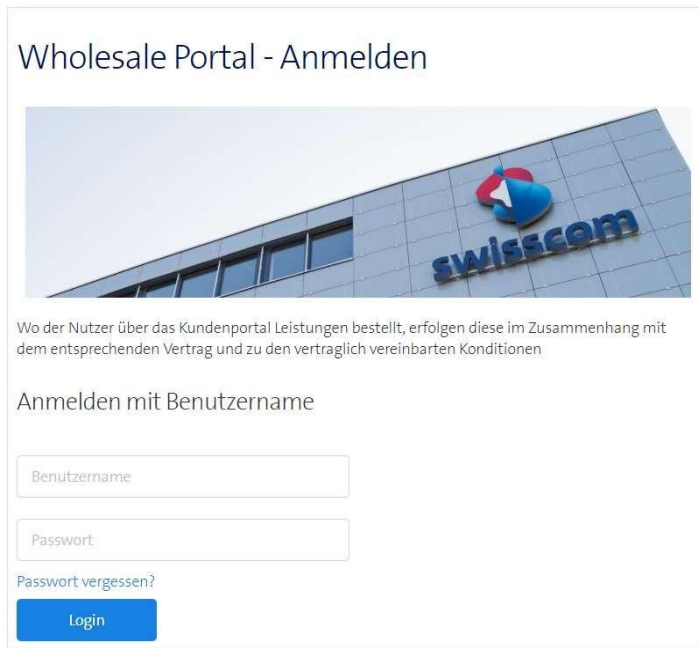 Wholesale Portal - Anmelden
swisscom
Wo der Nutzer über das Kundenportal Leistungen bestellt, erfolgen diese im Zusammenhang mit
dem entsprechenden Vertrag und zu den vertraglich vereinbarten Konditionen
Anmelden mit Benutzername
Benutzername
Passwort
Passwort vergessen?
Login